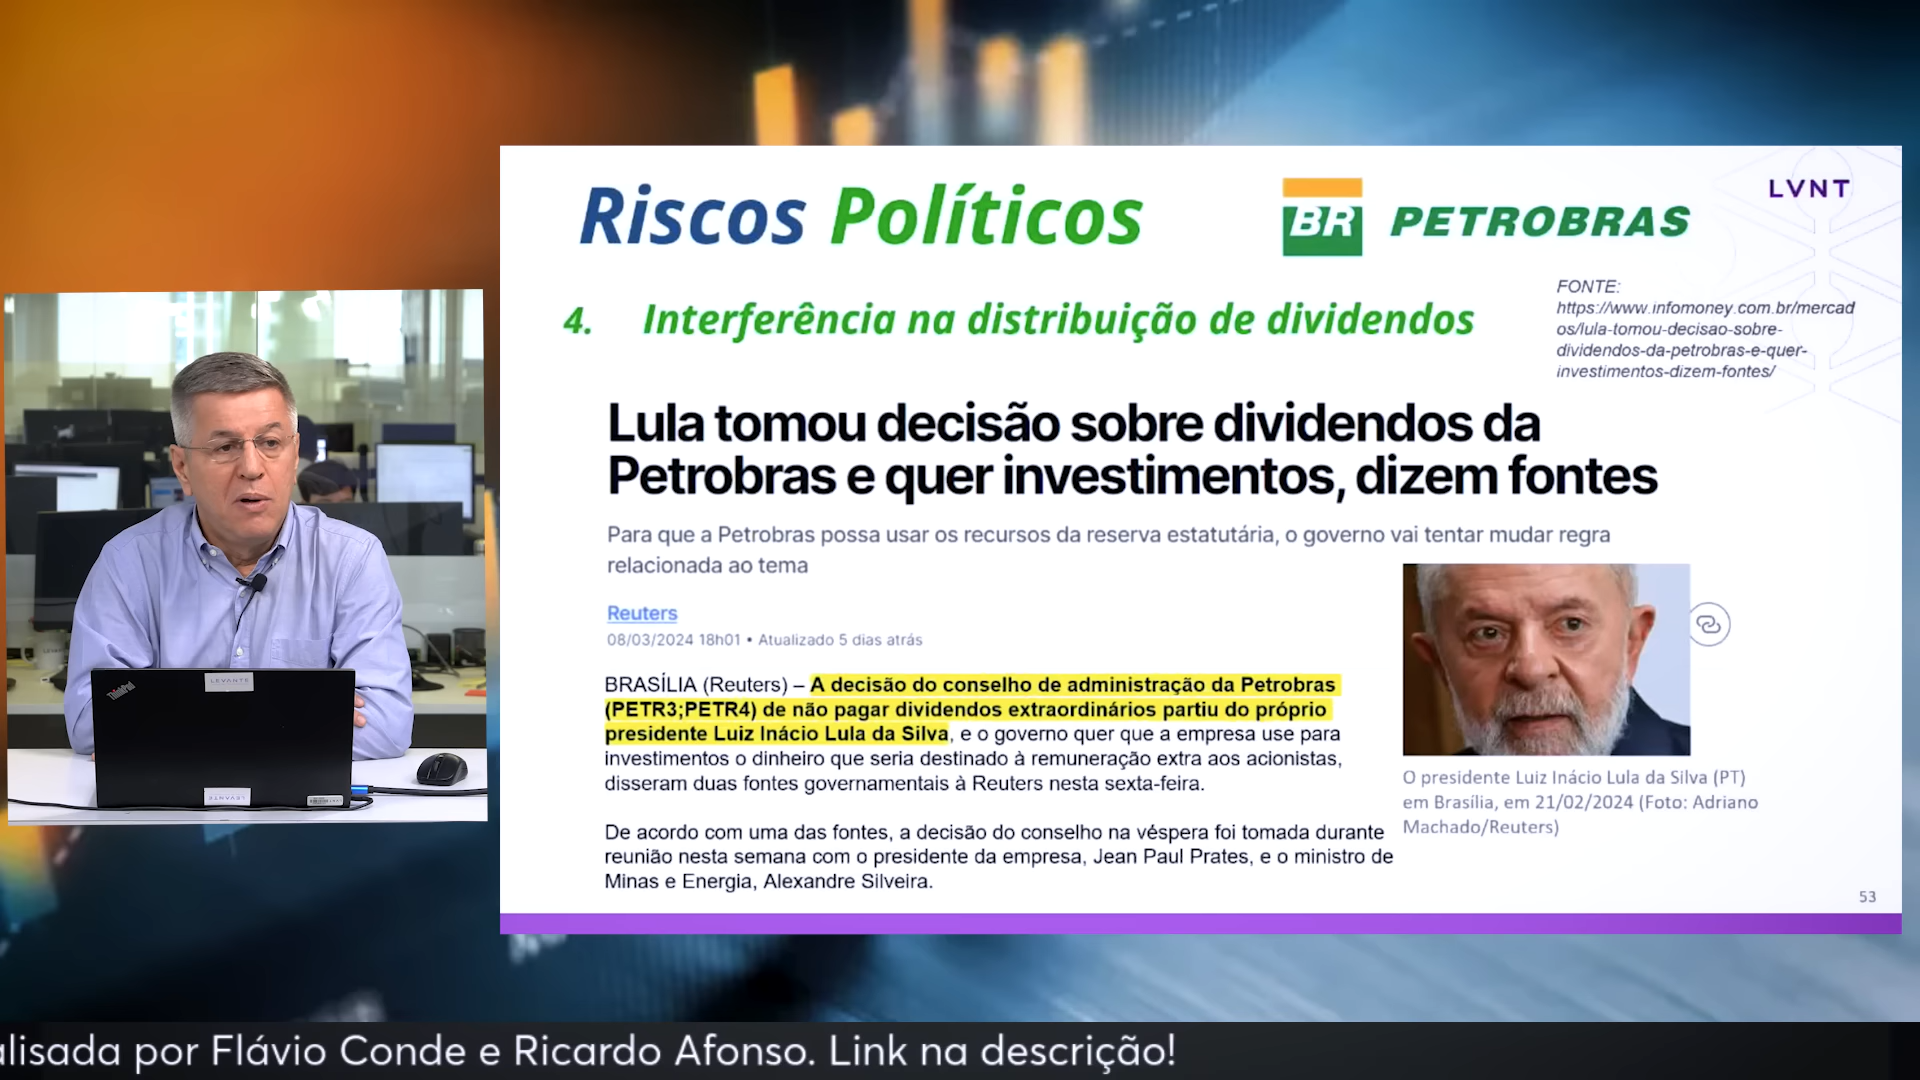 Riscos Políticos
BR PETROBRAS
LVNT
4. Interferência na distribuição de dividendos
FONTE:
https://www.infomoney.com.br/mercad
os/lula-tomou-decisao-sobre-
dividendos-da-petrobras-e-quer-
investimentos-dizem-fontes/
Lula tomou decisão sobre dividendos da
Petrobras e quer investimentos, dizem fontes
Para que a Petrobras possa usar os recursos da reserva estatutária, o governo vai tentar mudar regra
relacionada ao tema
Reuters
08/03/2024 18h01 • Atualizado 5 dias atrás
BRASÍLIA (Reuters) – A decisão do conselho de administração da Petrobras
(PETR3;PETR4) de não pagar dividendos extraordinários partiu do próprio
presidente Luiz Inácio Lula da Silva, e o governo quer que a empresa use para
investimentos o dinheiro que seria destinado à remuneração extra aos acionistas,
disseram duas fontes governamentais à Reuters nesta sexta-feira.
De acordo com uma das fontes, a decisão do conselho na véspera foi tomada durante
reunião nesta semana com o presidente da empresa, Jean Paul Prates, e o ministro de
Minas e Energia, Alexandre Silveira.
O presidente Luiz Inácio Lula da Silva (PT)
em Brasília, em 21/02/2024 (Foto: Adriano
Machado/Reuters)
53
ThinkPad
LEVANTE
LEVANTE
alisada por Flávio Conde e Ricardo Afonso. Link na descrição!